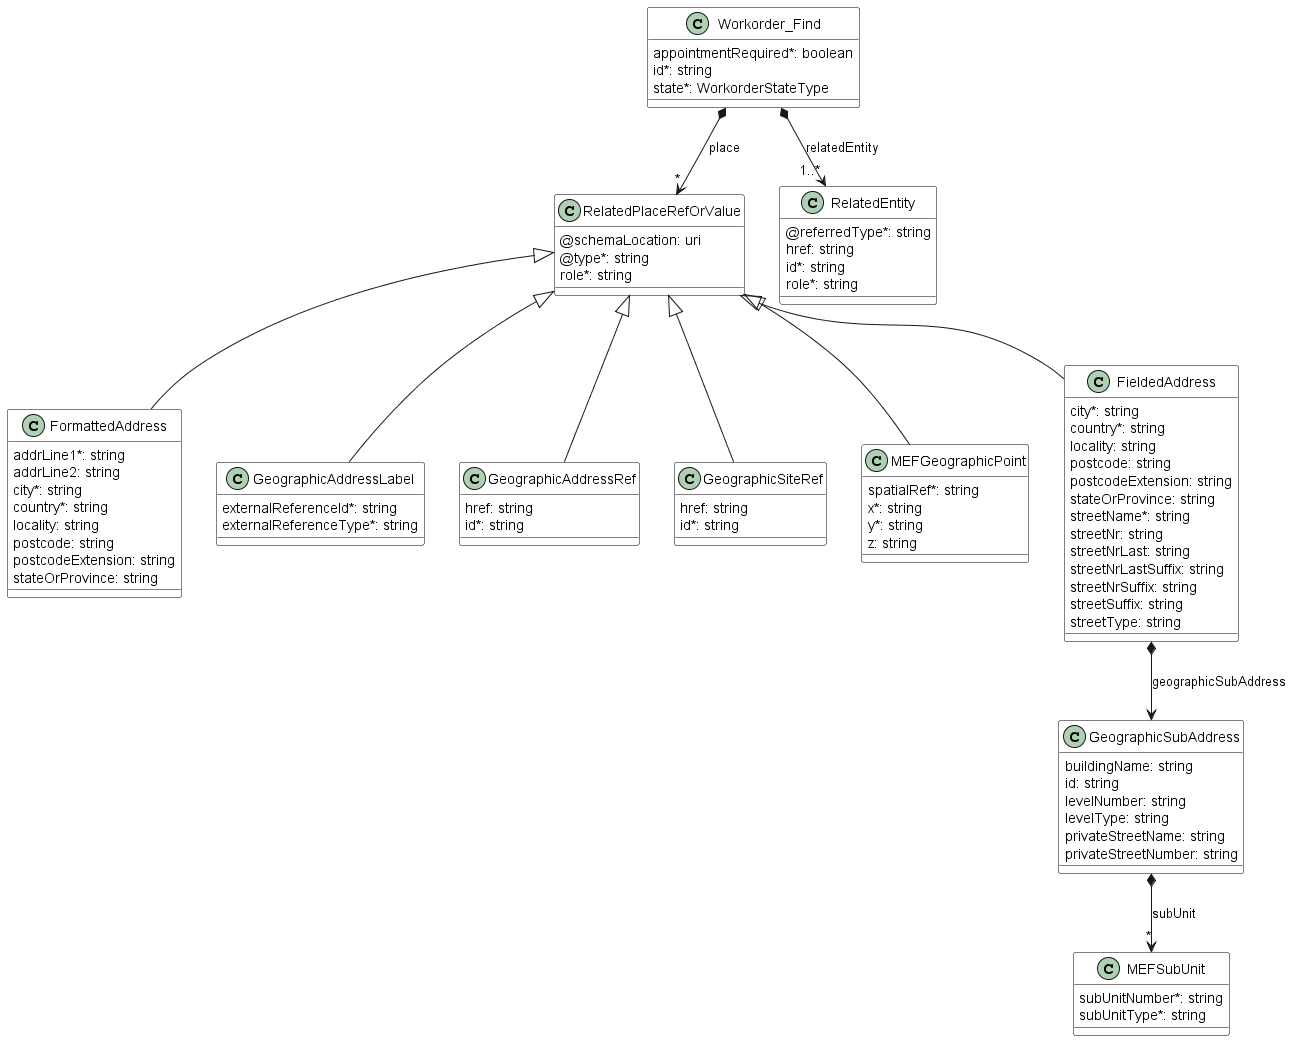 C Workorder_Find
appointmentRequired*: boolean
id*: string
state*: WorkorderStateType
place
relatedEntity
*
1..*
C RelatedPlaceRefOrValue
@schemaLocation: uri
@type*: string
role*: string
C RelatedEntity
@referredType*: string
href: string
id*: string
role*: string
C FormattedAddress
addrLine1*: string
addrLine2: string
city*: string
country*: string
locality: string
postcode: string
postcodeExtension: string
stateOrProvince: string
C GeographicAddressLabel
externalReferenceId*: string
externalReferenceType*: string
C GeographicAddressRef
href: string
id*: string
C GeographicSiteRef
href: string
id*: string
C MEFGeographicPoint
spatialRef*: string
x*: string
y*: string
z: string
C FieldedAddress
city*: string
country*: string
locality: string
postcode: string
postcodeExtension: string
stateOrProvince: string
streetName*: string
streetNr: string
streetNrLast: string
streetNrLastSuffix: string
streetNrSuffix: string
streetSuffix: string
streetType: string
geographicSubAddress
C GeographicSubAddress
buildingName: string
id: string
levelNumber: string
levelType: string
privateStreetName: string
privateStreetNumber: string
subUnit
*
C MEFSubUnit
subUnitNumber*: string
subUnitType*: string